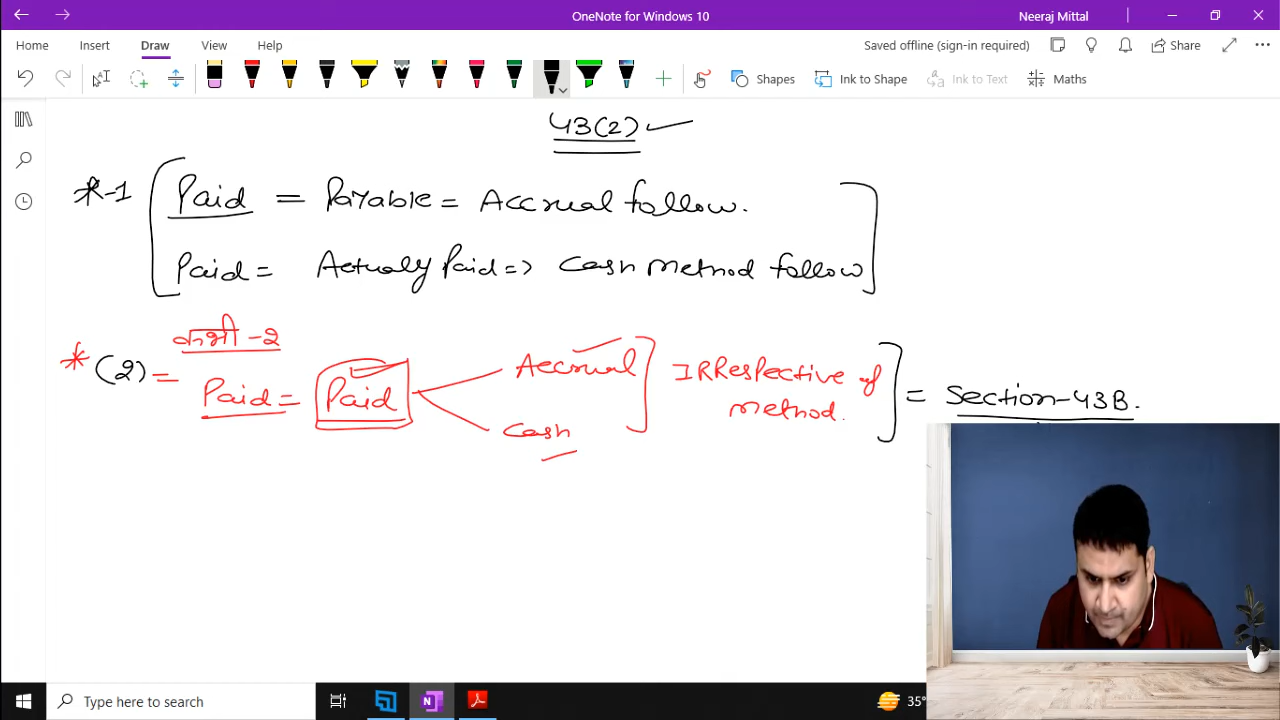 OneNote for Windows 10
Neeraj Mittal
Home Insert Draw View Help
Saved offline (sign-in required)
Share
Shapes Ink to Shape Ink to Text Maths
43(2)
*-1 Paid = Payable = Accrual follow.
Paid = Actualy Paid => Cash Method follow
कभी-2
*(2) = Paid = Paid
Accrual
Cash
IRRespective of
method.
= Section-43B.
Type here to search
35°